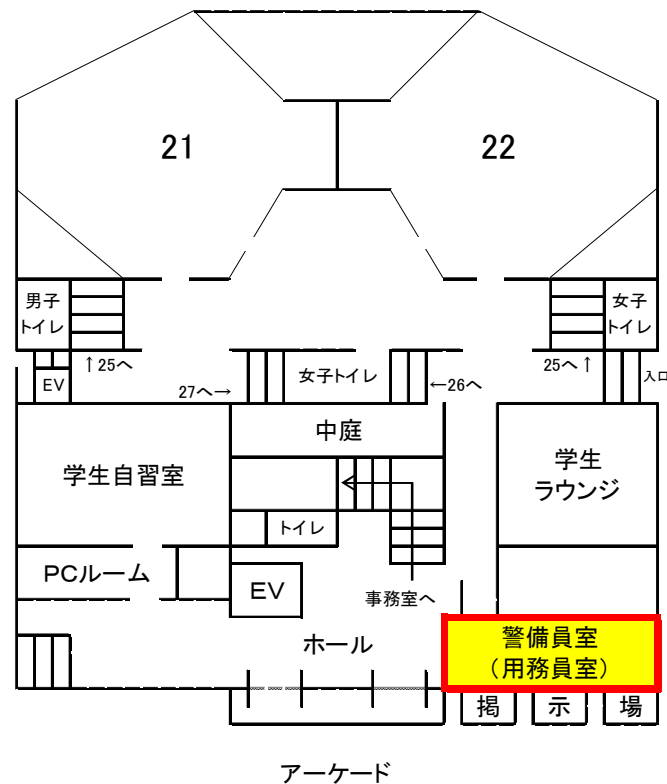 21
22
男子
トイレ
女子
トイレ
↑25へ
25へ↑
EV
27へ→
女子トイレ
←26へ
入口
中庭
学生自習室
学生
ラウンジ
トイレ
PCルーム
EV
事務室へ
ホール
警備員室
（用務員室）
掲 示 場
アーケード